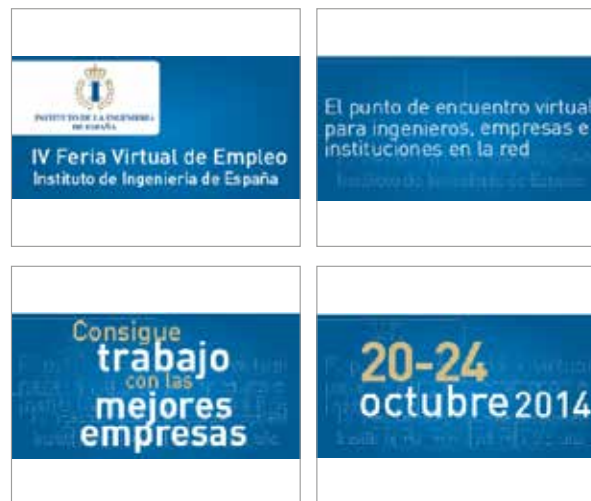 INSTITUTO DE LA INGENIERIA
DE ESPAÑA
IV Feria Virtual de Empleo
Instituto de Ingeniería de España
El punto de encuentro virtual
para ingenieros, empresas e
instituciones en la red
Consigue
trabajo
con las
mejores
empresas
20-24
octubre 2014